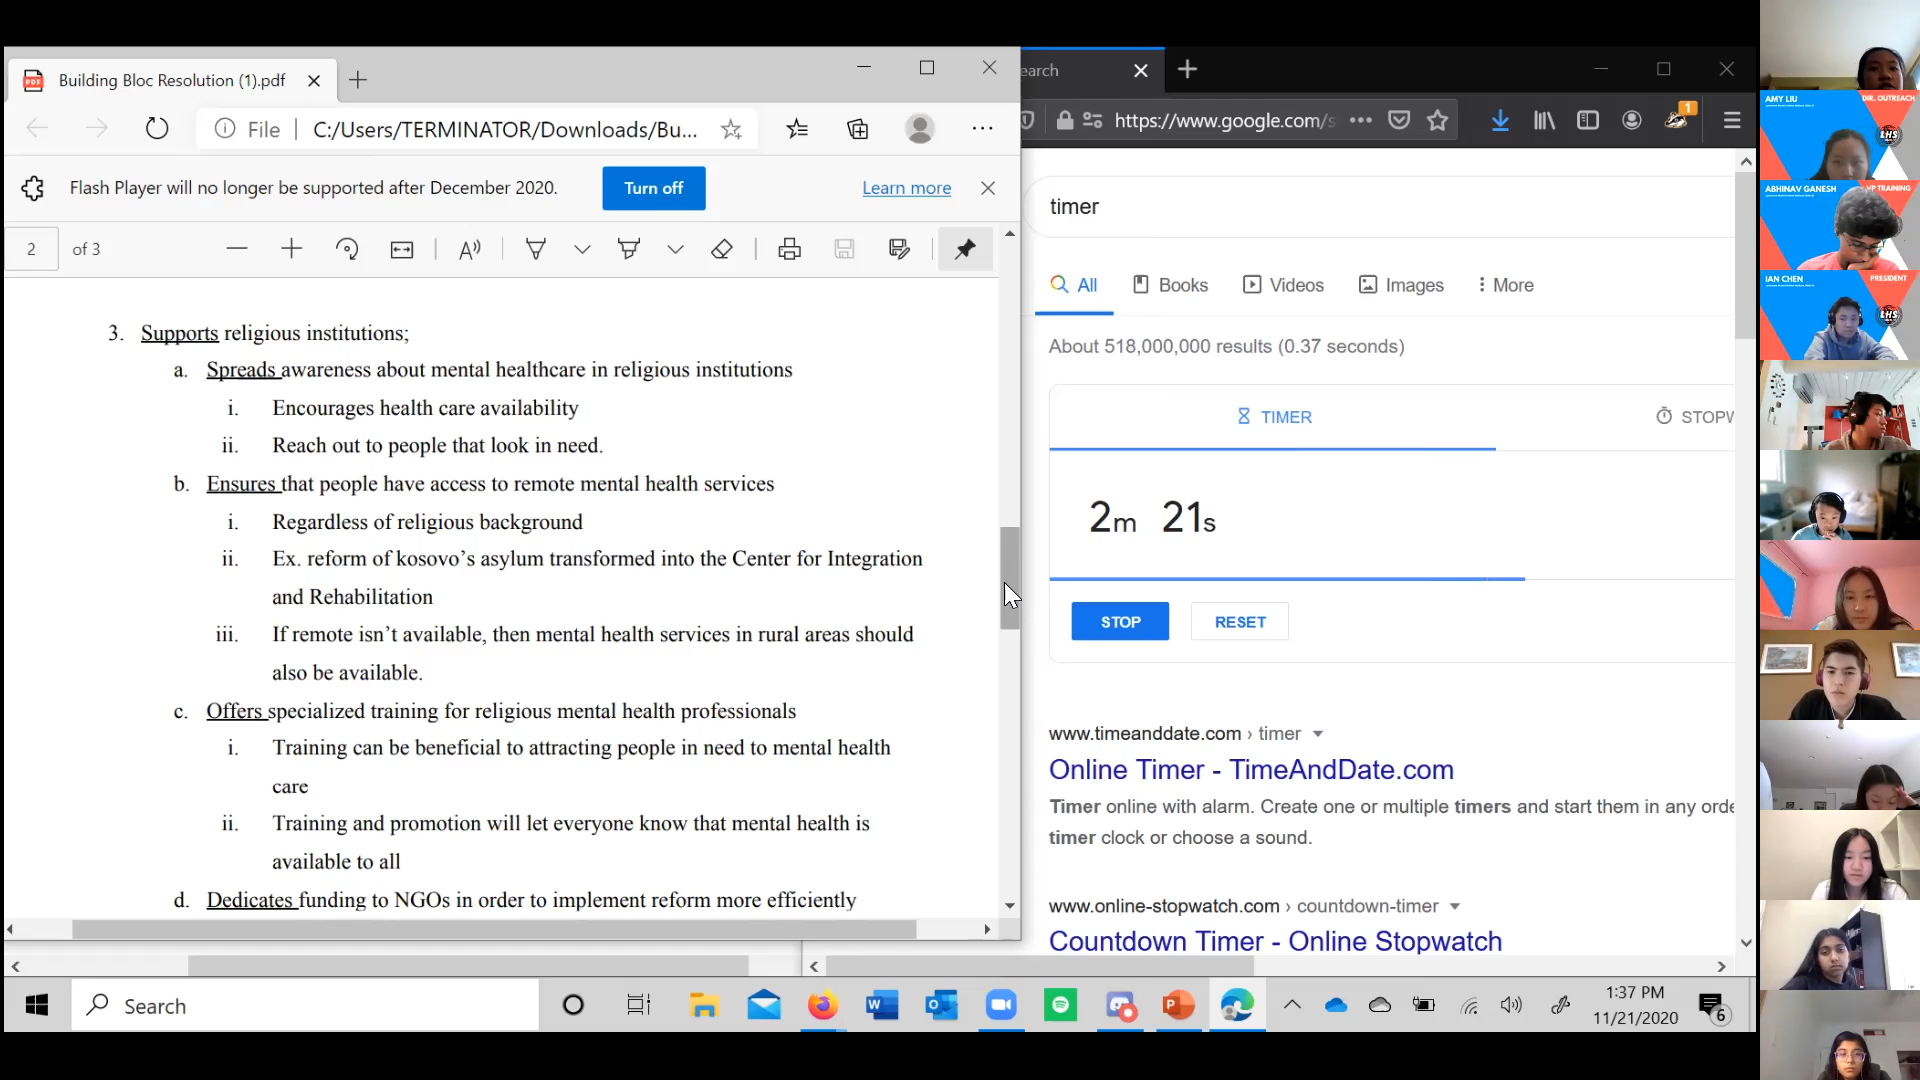 Building Bloc Resolution (1).pdf
File
C:/Users/TERMINATOR/Downloads/Bu...
Flash Player will no longer be supported after December 2020.
Turn off
Learn more
2 of 3
3. Supports religious institutions;
a. Spreads awareness about mental healthcare in religious institutions
i. Encourages health care availability
ii. Reach out to people that look in need.
b. Ensures that people have access to remote mental health services
i. Regardless of religious background
ii. Ex. reform of kosovo's asylum transformed into the Center for Integration
and Rehabilitation
iii. If remote isn't available, then mental health services in rural areas should
also be available.
c. Offers specialized training for religious mental health professionals
i. Training can be beneficial to attracting people in need to mental health
care
ii. Training and promotion will let everyone know that mental health is
available to all
d. Dedicates funding to NGOs in order to implement reform more efficiently
earch
https://www.google.com/s
1
timer
All
Books
Videos
Images
More
About 518,000,000 results (0.37 seconds)
TIMER
STOPW
2m 21s
STOP
RESET
www.timeanddate.com › timer
Online Timer - TimeAndDate.com
Timer online with alarm. Create one or multiple timers and start them in any orde
timer clock or choose a sound.
www.online-stopwatch.com › countdown-timer
Countdown Timer - Online Stopwatch
Search
1:37 PM
11/21/2020
6
AMY LIU
DIR. OUTREACH
LHS
ABHINAV GANESH
VP TRAINING
IAN CHEN
PRESIDENT
LHS